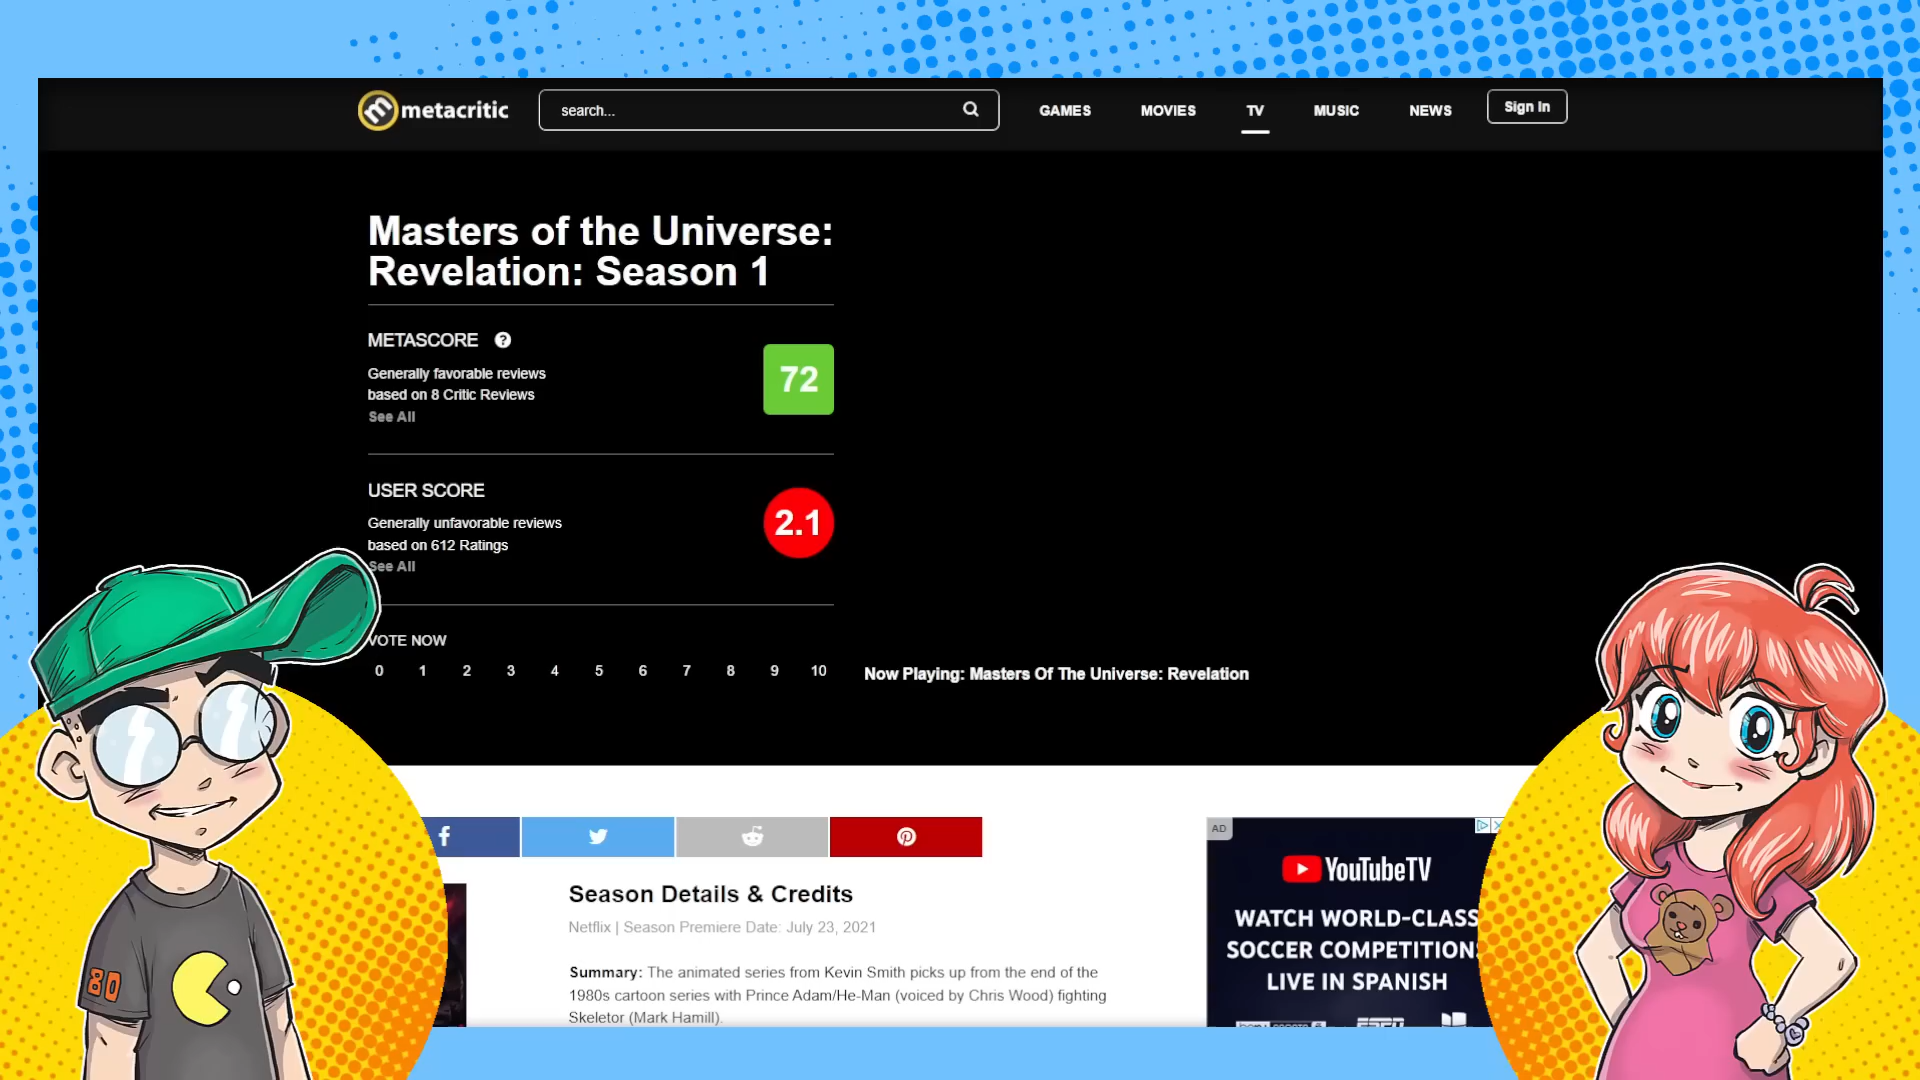 metacritic
search...
GAMES
MOVIES
TV
MUSIC
NEWS
Sign In
Masters of the Universe:
Revelation: Season 1
METASCORE
?
Generally favorable reviews
based on 8 Critic Reviews
See All
72
USER SCORE
Generally unfavorable reviews
based on 612 Ratings
See All
2.1
VOTE NOW
0 1 2 3 4 5 6 7 8 9 10
Now Playing: Masters Of The Universe: Revelation
Season Details & Credits
Netflix | Season Premiere Date: July 23, 2021
Summary: The animated series from Kevin Smith picks up from the end of the
1980s cartoon series with Prince Adam/He-Man (voiced by Chris Wood) fighting
Skeletor (Mark Hamill).
AD
YouTubeTV
WATCH WORLD-CLASS
SOCCER COMPETITIONS
LIVE IN SPANISH
80